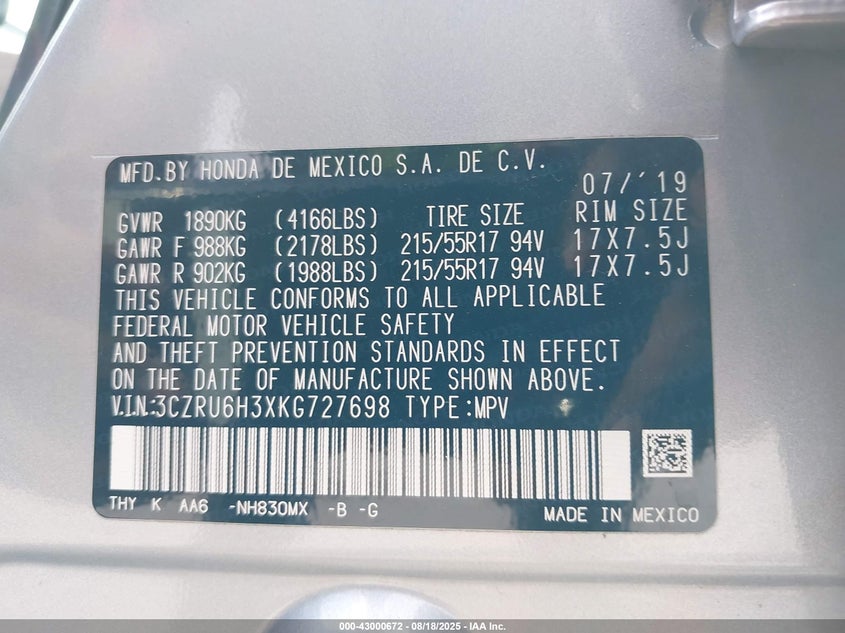 MFD.BY HONDA DE MEXICO S.A. DE C.V.
07/'19
GVWR 1890KG (4166LBS) TIRE SIZE RIM SIZE
GAWR F 988KG (2178LBS) 215/55R17 94V 17X7.5J
GAWR R 902KG (1988LBS) 215/55R17 94V 17X7.5J
THIS VEHICLE CONFORMS TO ALL APPLICABLE
FEDERAL MOTOR VEHICLE SAFETY
AND THEFT PREVENTION STANDARDS IN EFFECT
ON THE DATE OF MANUFACTURE SHOWN ABOVE.
V.I.N.:3CZRU6H3XKG727698 TYPE:MPV
THY K AA6 -NH830MX -B -G
MADE IN MEXICO
000-43000672 - 08/18/2025 - IAA Inc.